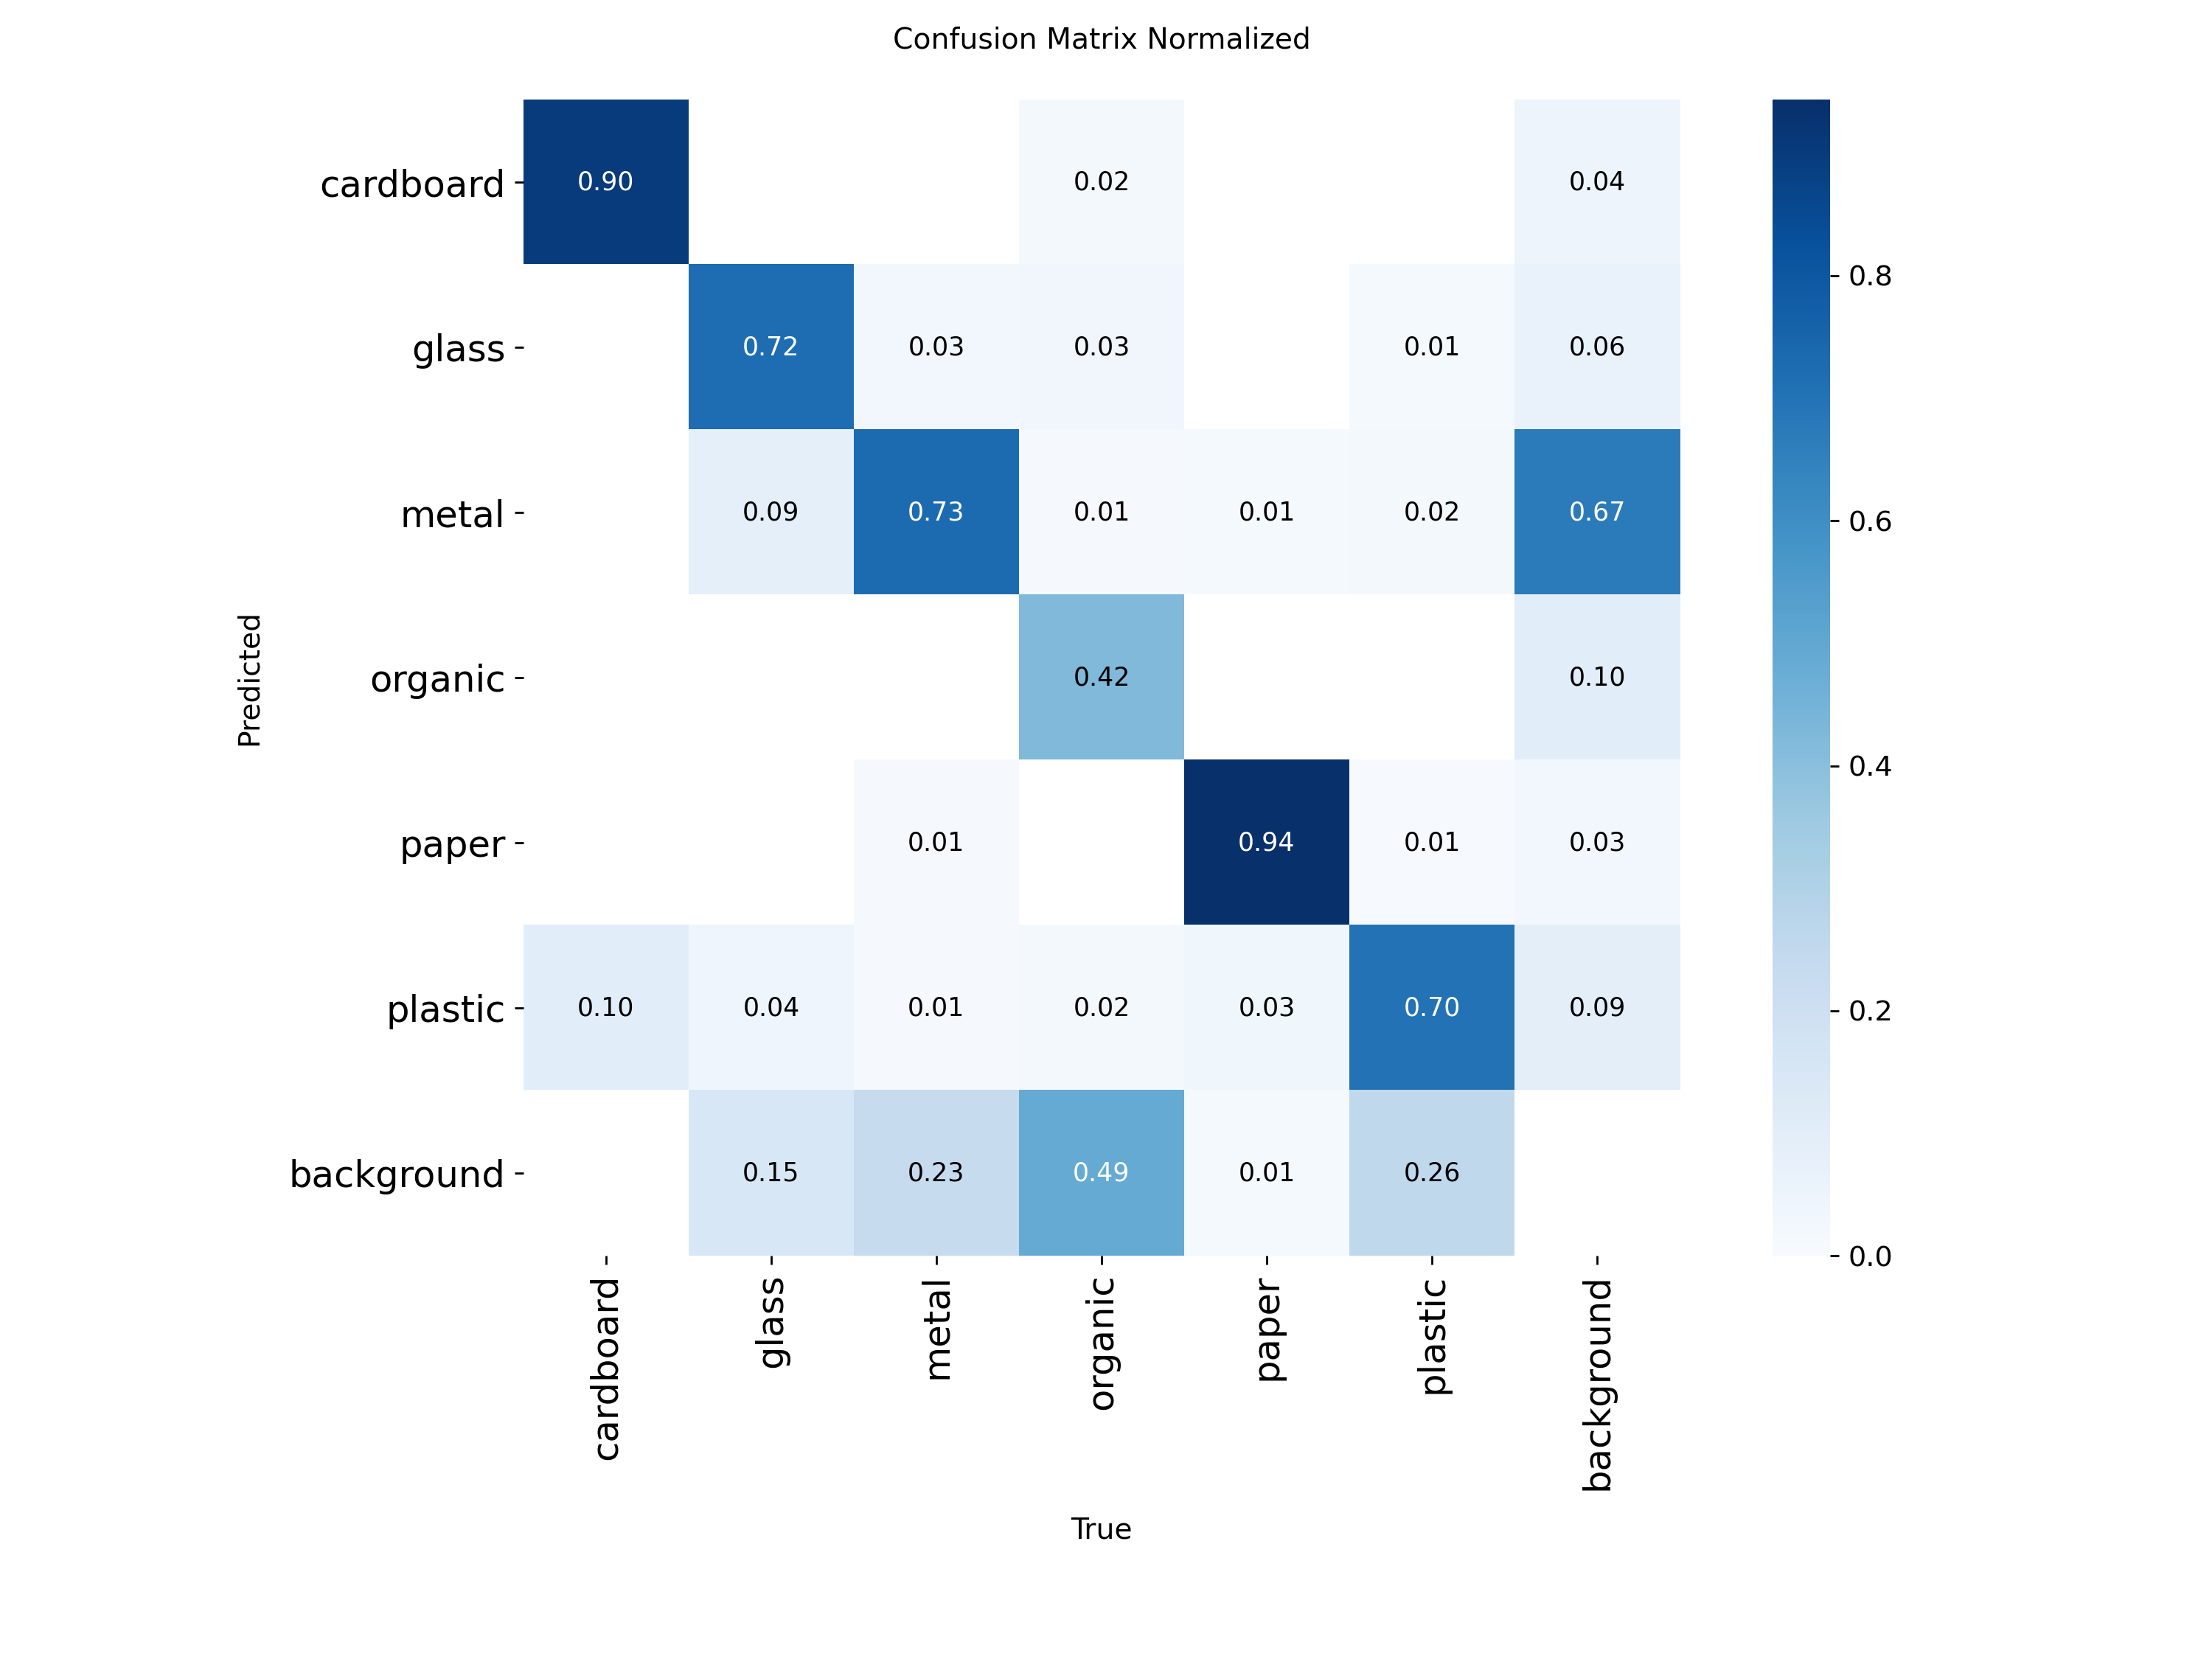 Confusion Matrix Normalized
cardboard 0.90 0.02 0.04
glass 0.72 0.03 0.03 0.01 0.06
metal 0.09 0.73 0.01 0.01 0.02 0.67
organic 0.42 0.10
paper 0.01 0.94 0.01 0.03
plastic 0.10 0.04 0.01 0.02 0.03 0.70 0.09
background 0.15 0.23 0.49 0.01 0.26
Predicted
cardboard glass metal organic paper plastic background
True
0.8
0.6
0.4
0.2
0.0